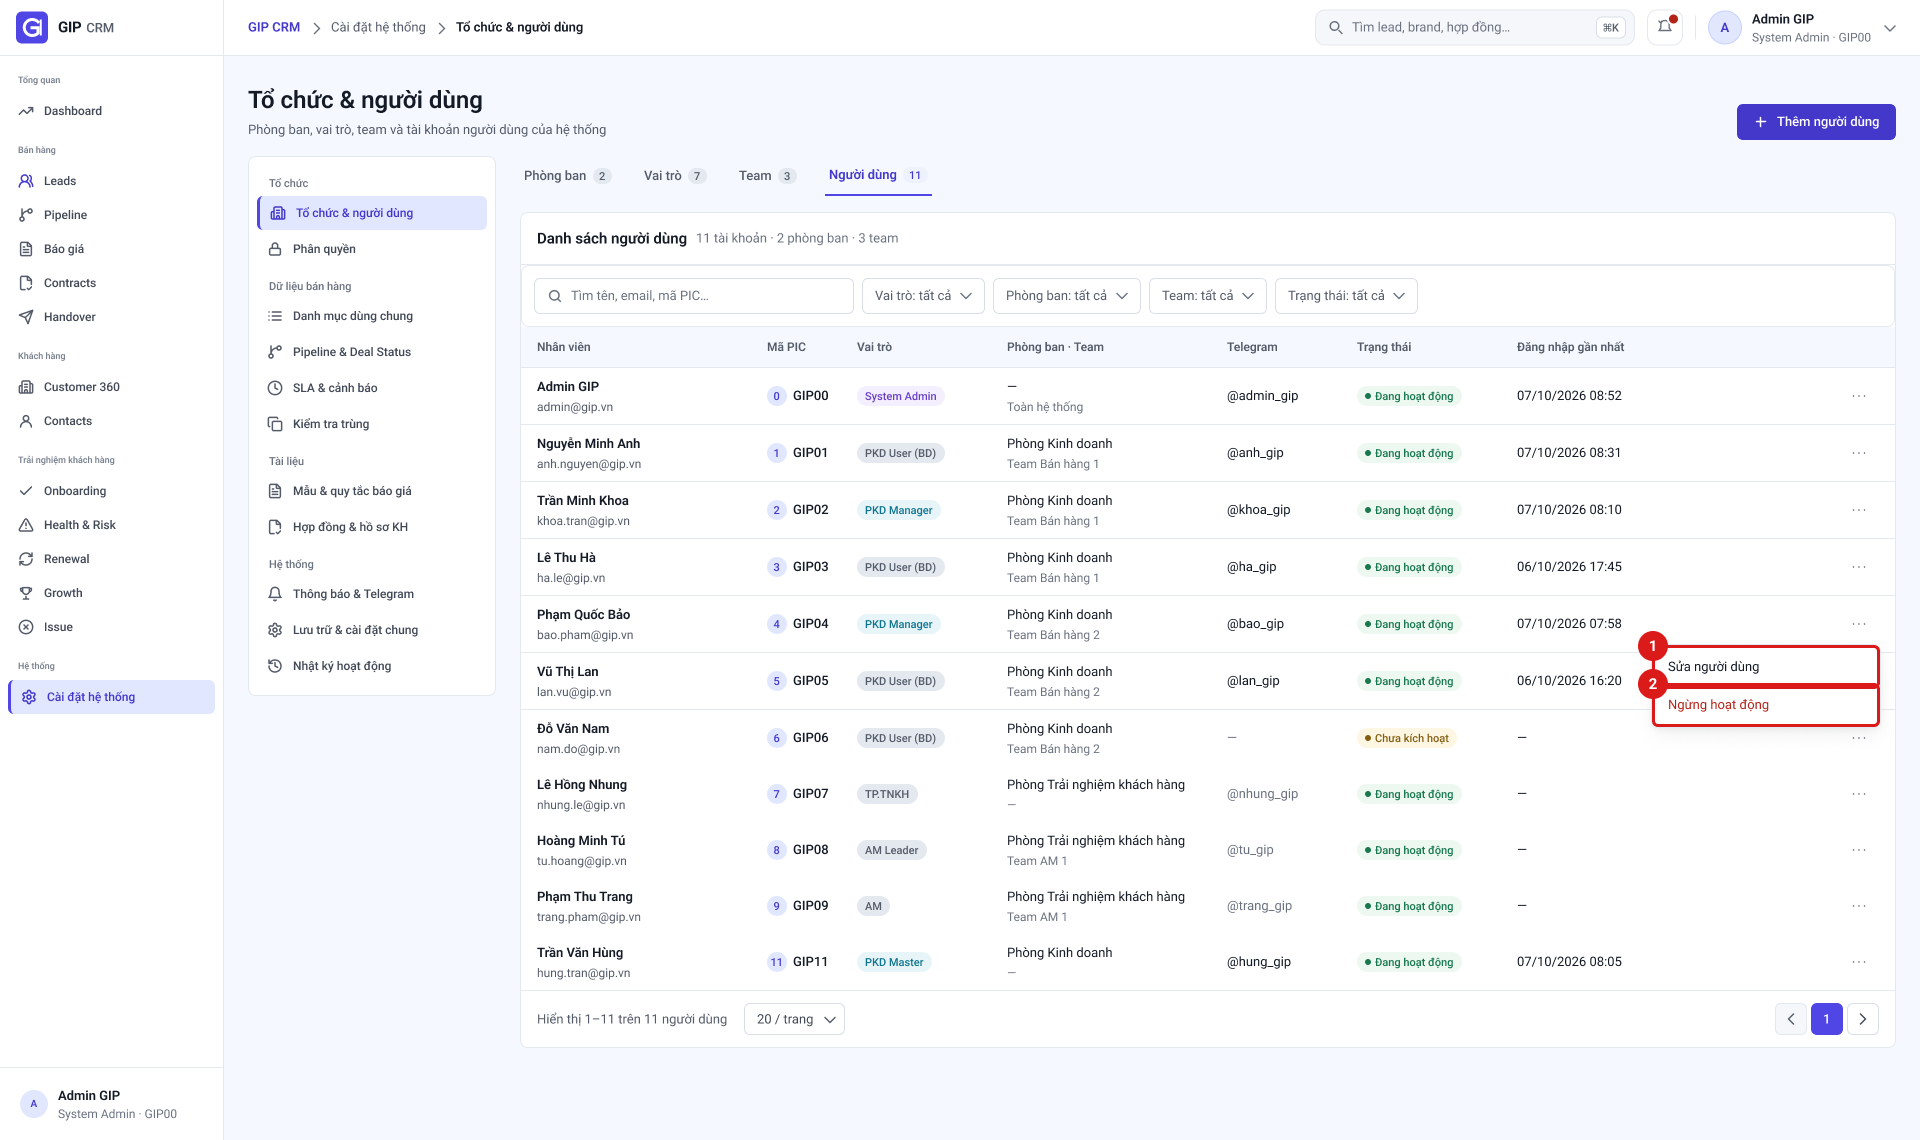 GIP CRM
GIP CRM > Cài đặt hệ thống > Tổ chức & người dùng
Tìm lead, brand, hợp đồng... ⌘K
A
Admin GIP
System Admin · GIP00
Tổng quan
Dashboard
Bán hàng
Leads
Pipeline
Báo giá
Contracts
Handover
Khách hàng
Customer 360
Contacts
Trải nghiệm khách hàng
Onboarding
Health & Risk
Renewal
Growth
Issue
Hệ thống
Cài đặt hệ thống
A
Admin GIP
System Admin · GIP00
Tổ chức & người dùng
Phòng ban, vai trò, team và tài khoản người dùng của hệ thống
+ Thêm người dùng
Tổ chức
Tổ chức & người dùng
Phân quyền
Dữ liệu bán hàng
Danh mục dùng chung
Pipeline & Deal Status
SLA & cảnh báo
Kiểm tra trùng
Tài liệu
Mẫu & quy tắc báo giá
Hợp đồng & hồ sơ KH
Hệ thống
Thông báo & Telegram
Lưu trữ & cài đặt chung
Nhật ký hoạt động
Phòng ban 2 Vai trò 7 Team 3 Người dùng 11
Danh sách người dùng 11 tài khoản · 2 phòng ban · 3 team
Tìm tên, email, mã PIC... Vai trò: tất cả Phòng ban: tất cả Team: tất cả Trạng thái: tất cả
Nhân viên Mã PIC Vai trò Phòng ban · Team Telegram Trạng thái Đăng nhập gần nhất
Admin GIP 0 GIP00 System Admin — @admin_gip Đang hoạt động 07/10/2026 08:52 ...
admin@gip.vn Toàn hệ thống
Nguyễn Minh Anh 1 GIP01 PKD User (BD) Phòng Kinh doanh @anh_gip Đang hoạt động 07/10/2026 08:31 ...
anh.nguyen@gip.vn Team Bán hàng 1
Trần Minh Khoa 2 GIP02 PKD Manager Phòng Kinh doanh @khoa_gip Đang hoạt động 07/10/2026 08:10 ...
khoa.tran@gip.vn Team Bán hàng 1
Lê Thu Hà 3 GIP03 PKD User (BD) Phòng Kinh doanh @ha_gip Đang hoạt động 06/10/2026 17:45 ...
ha.le@gip.vn Team Bán hàng 1
Phạm Quốc Bảo 4 GIP04 PKD Manager Phòng Kinh doanh @bao_gip Đang hoạt động 07/10/2026 07:58 ...
bao.pham@gip.vn Team Bán hàng 2
Vũ Thị Lan 5 GIP05 PKD User (BD) Phòng Kinh doanh @lan_gip Đang hoạt động 06/10/2026 16:20
lan.vu@gip.vn Team Bán hàng 2
1 Sửa người dùng
2 Ngừng hoạt động
Đỗ Văn Nam 6 GIP06 PKD User (BD) Phòng Kinh doanh — Chưa kích hoạt — ...
nam.do@gip.vn Team Bán hàng 2
Lê Hồng Nhung 7 GIP07 TP.TNKH Phòng Trải nghiệm khách hàng @nhung_gip Đang hoạt động — ...
nhung.le@gip.vn —
Hoàng Minh Tú 8 GIP08 AM Leader Phòng Trải nghiệm khách hàng @tu_gip Đang hoạt động — ...
tu.hoang@gip.vn Team AM 1
Phạm Thu Trang 9 GIP09 AM Phòng Trải nghiệm khách hàng @trang_gip Đang hoạt động — ...
trang.pham@gip.vn Team AM 1
Trần Văn Hùng 11 GIP11 PKD Master Phòng Kinh doanh @hung_gip Đang hoạt động 07/10/2026 08:05 ...
hung.tran@gip.vn —
Hiển thị 1–11 trên 11 người dùng 20 / trang 1